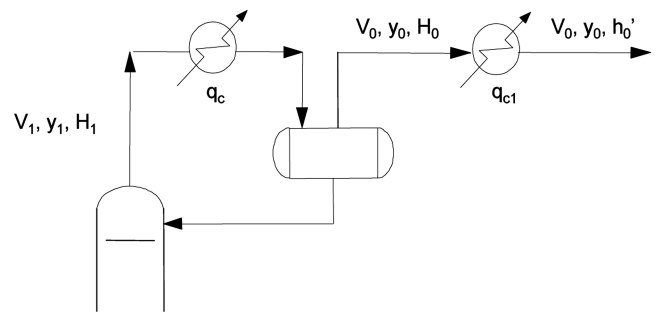 V₀, y₀, H₀
V₀, y₀, h₀’
q_c
q_c1
V₁, y₁, H₁